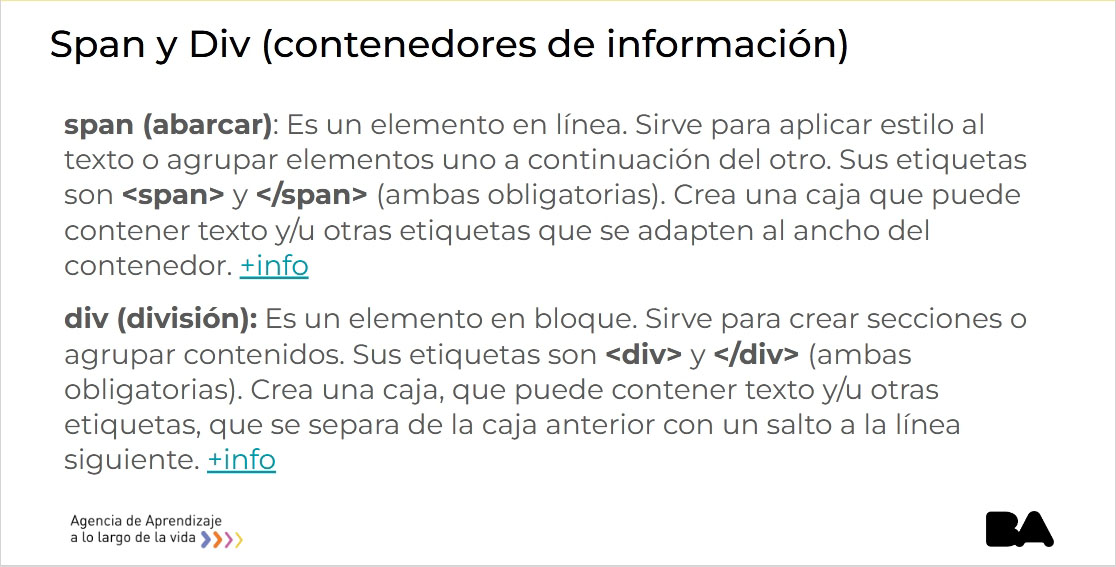 Span y Div (contenedores de información)
span (abarcar): Es un elemento en línea. Sirve para aplicar estilo al
texto o agrupar elementos uno a continuación del otro. Sus etiquetas
son <span> y </span> (ambas obligatorias). Crea una caja que puede
contener texto y/u otras etiquetas que se adapten al ancho del
contenedor. +info
div (división): Es un elemento en bloque. Sirve para crear secciones o
agrupar contenidos. Sus etiquetas son <div> y </div> (ambas
obligatorias). Crea una caja, que puede contener texto y/u otras
etiquetas, que se separa de la caja anterior con un salto a la línea
siguiente. +info
Agencia de Aprendizaje
a lo largo de la vida
BA